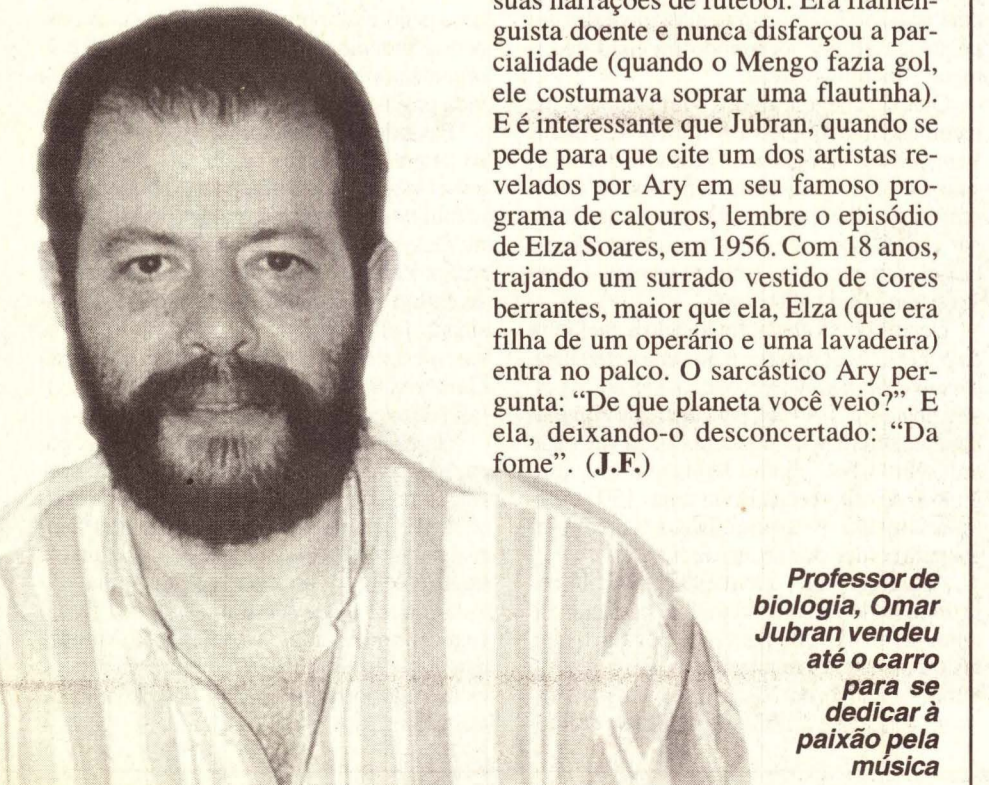 suas narrações de futebol. Era flamen-
guista doente e nunca disfarçou a par-
cialidade (quando o Mengo fazia gol,
ele costumava soprar uma flautinha).
E é interessante que Jubran, quando se
pede para que cite um dos artistas re-
velados por Ary em seu famoso pro-
grama de calouros, lembre o episódio
de Elza Soares, em 1956. Com 18 anos,
trajando um surrado vestido de cores
berrantes, maior que ela, Elza (que era
filha de um operário e uma lavadeira)
entra no palco. O sarcástico Ary per-
gunta: “De que planeta você veio?”. E
ela, deixando-o desconcertado: “Da
fome”. (J.F.)
Professor de
biologia, Omar
Jubran vendeu
até o carro
para se
dedicar à
paixão pela
música